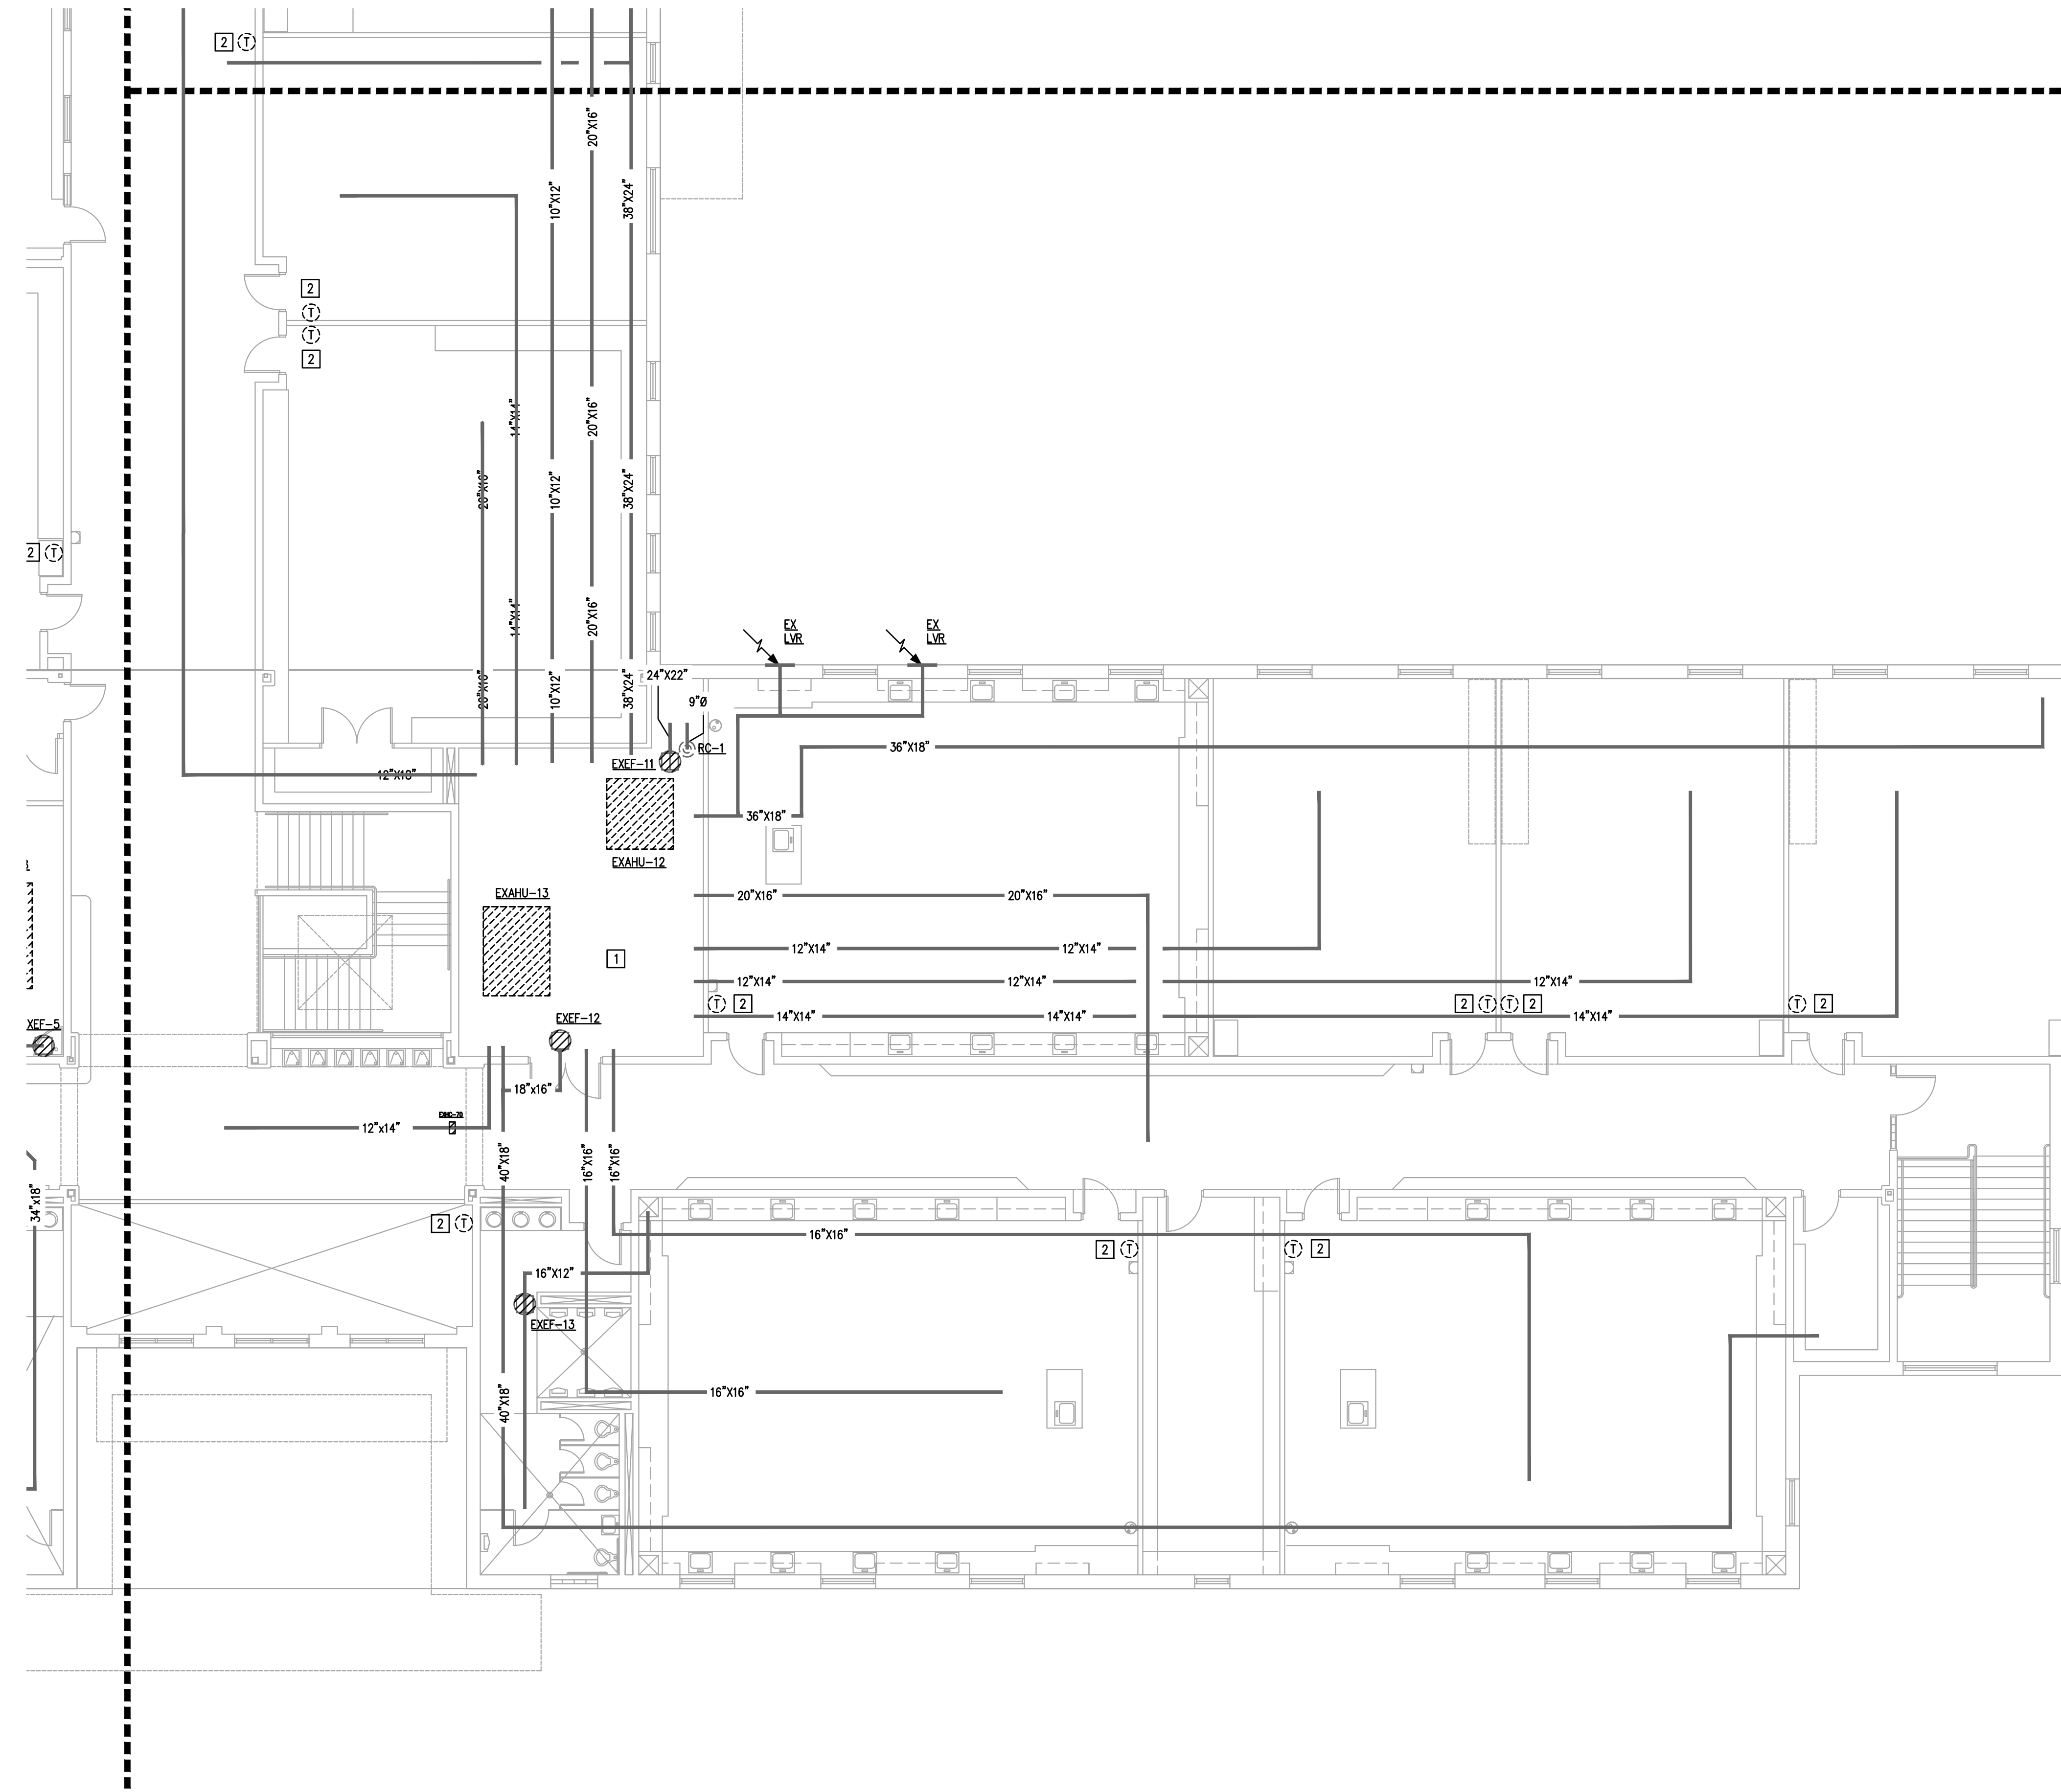 2 T
20"X16"
10"X12"
38"X24"
2
T
T
2
14"X14"
20"X16"
20"X16"
10"X12"
38"X24"
2 T
14"X14"
20"X16"
EX
LVR
EX
LVR
20"X16"
10"X12"
38"X24"
24"X22"
9"Ø
RC-1
36"X18"
EXEF-11
12"X18"
36"X18"
EXAHU-12
EXAHU-13
20"X16"
20"X16"
1
12"X14"
12"X14"
12"X14"
12"X14"
12"X14"
T 2
2 T T 2
T 2
14"X14"
14"X14"
14"X14"
XEF-5
EXEF-12
18"x16"
EXHC-70
12"x14"
40"X18"
16"X16"
16"X16"
34"x18"
2 T
16"X16"
2 T
T 2
16"X12"
EXEF-13
40"X18"
16"X16"